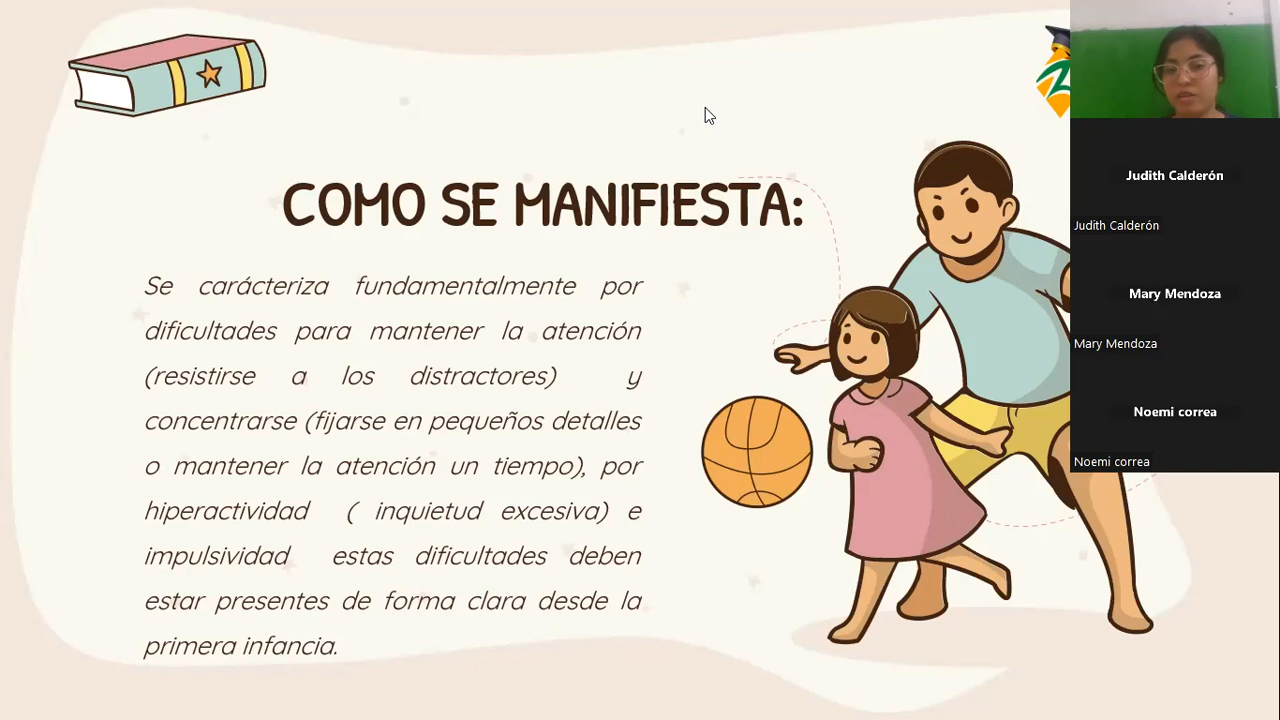 COMO SE MANIFIESTA:
Se carácteriza fundamentalmente por
dificultades para mantener la atención
(resistirse a los distractores) y
concentrarse (fijarse en pequeños detalles
o mantener la atención un tiempo), por
hiperactividad ( inquietud excesiva) e
impulsividad estas dificultades deben
estar presentes de forma clara desde la
primera infancia.
Judith Calderón
Judith Calderón
Mary Mendoza
Mary Mendoza
Noemi correa
Noemi correa